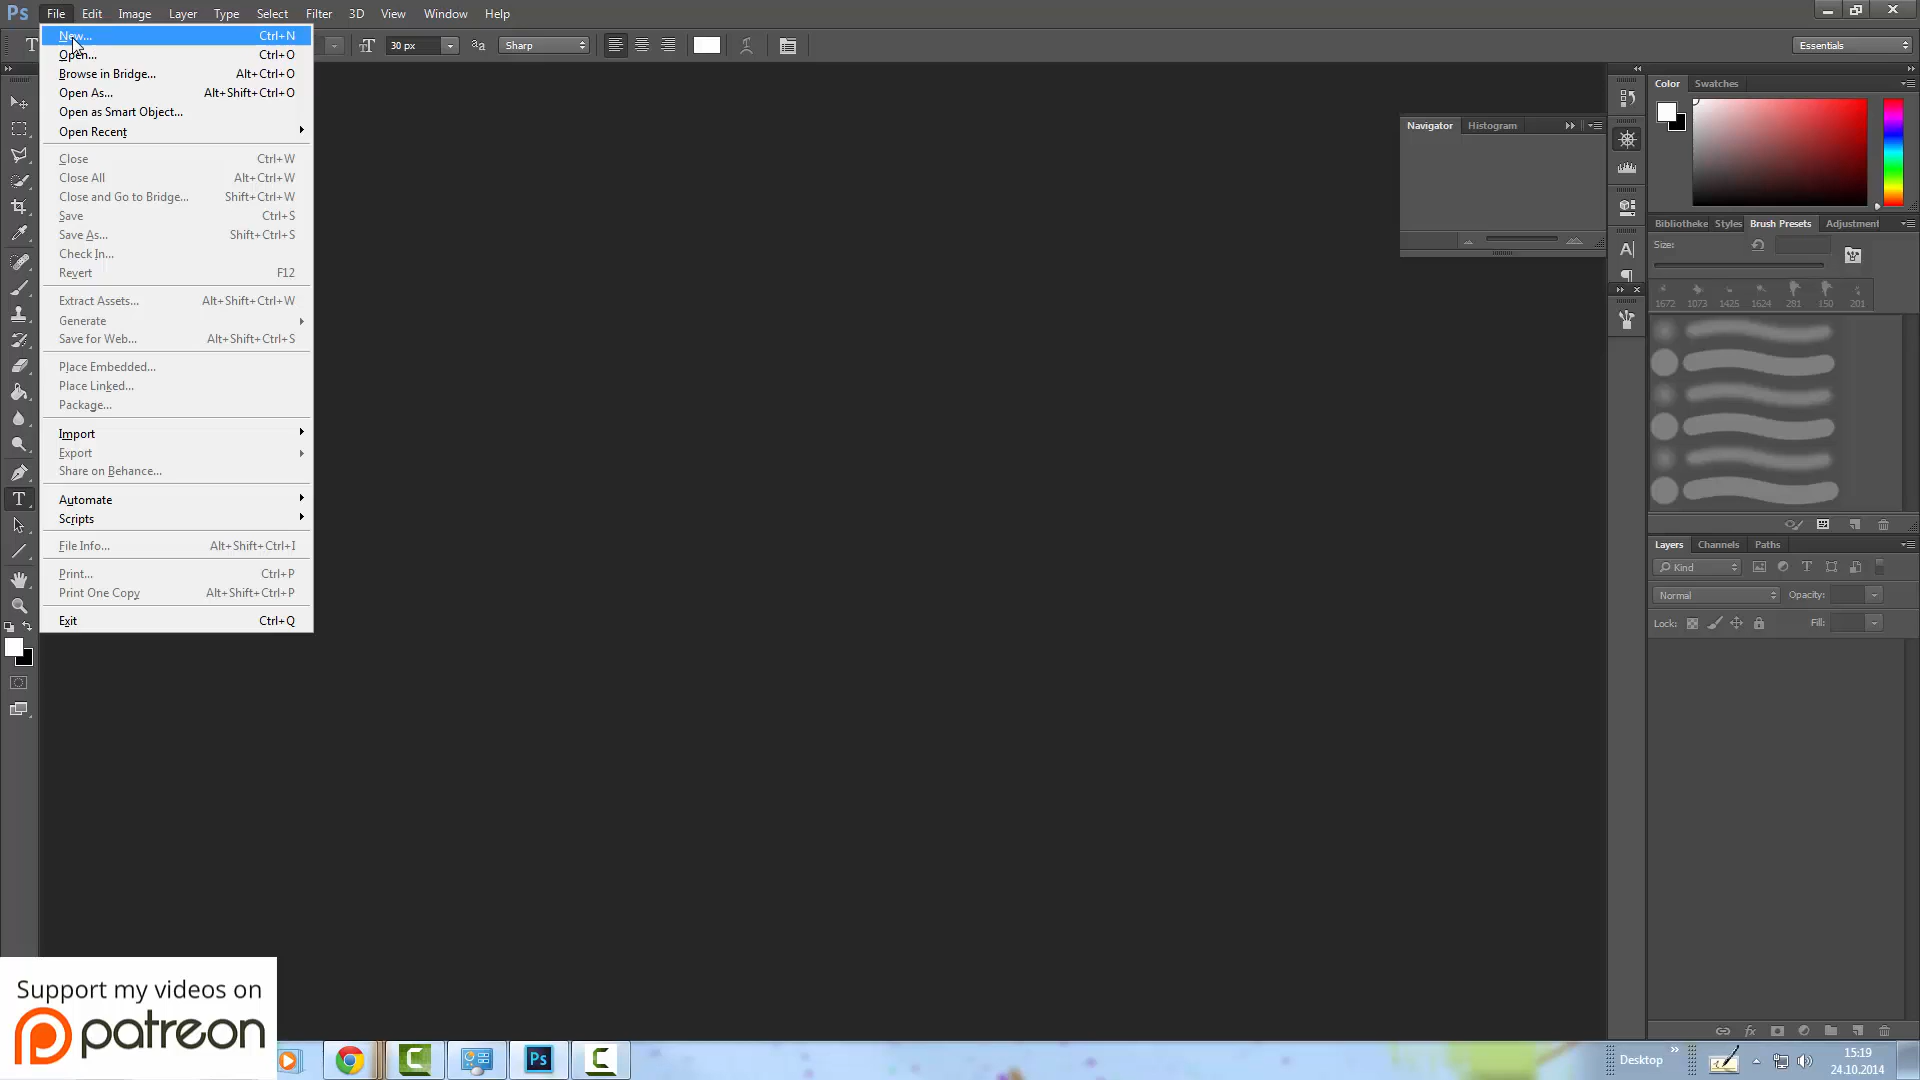 Ps File Edit Image Layer Type Select Filter 3D View Window Help
T 30 px aa Sharp Essentials
New... Ctrl+N
Open... Ctrl+O
Browse in Bridge... Alt+Ctrl+O
Open As... Alt+Shift+Ctrl+O
Open as Smart Object...
Open Recent
Close Ctrl+W
Close All Alt+Ctrl+W
Close and Go to Bridge... Shift+Ctrl+W
Save Ctrl+S
Save As... Shift+Ctrl+S
Check In...
Revert F12
Extract Assets... Alt+Shift+Ctrl+W
Generate
Save for Web... Alt+Shift+Ctrl+S
Place Embedded...
Place Linked...
Package...
Import
Export
Share on Behance...
Automate
Scripts
File Info... Alt+Shift+Ctrl+I
Print... Ctrl+P
Print One Copy Alt+Shift+Ctrl+P
Exit Ctrl+Q
Navigator Histogram
Color Swatches
Bibliotheke Styles Brush Presets Adjustment
Size:
1672 1073 1425 1624 291 150 201
Layers Channels Paths
Kind
Normal Opacity:
Lock: Fill:
Support my videos on
patreon
Ps
Desktop
15:19
24.10.2014